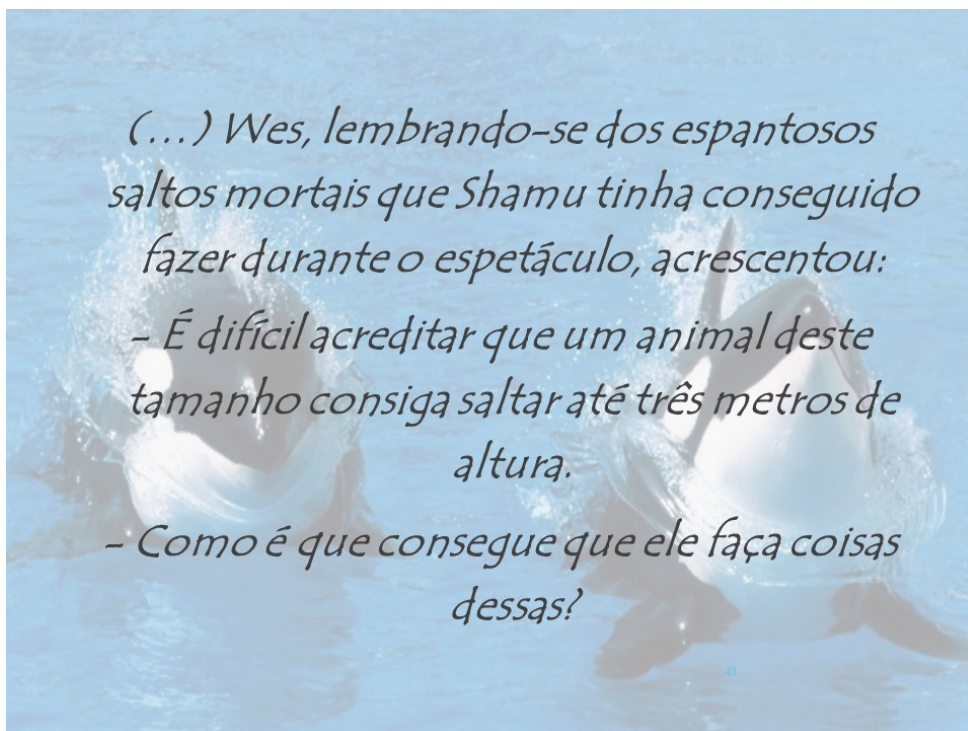 (...) Wes, lembrando-se dos espantosos
saltos mortais que Shamu tinha conseguido
fazer durante o espetáculo, acrescentou:
- É difícil acreditar que um animal deste
tamanho consiga saltar até três metros de
altura.
- Como é que consegue que ele faça coisas
dessas?